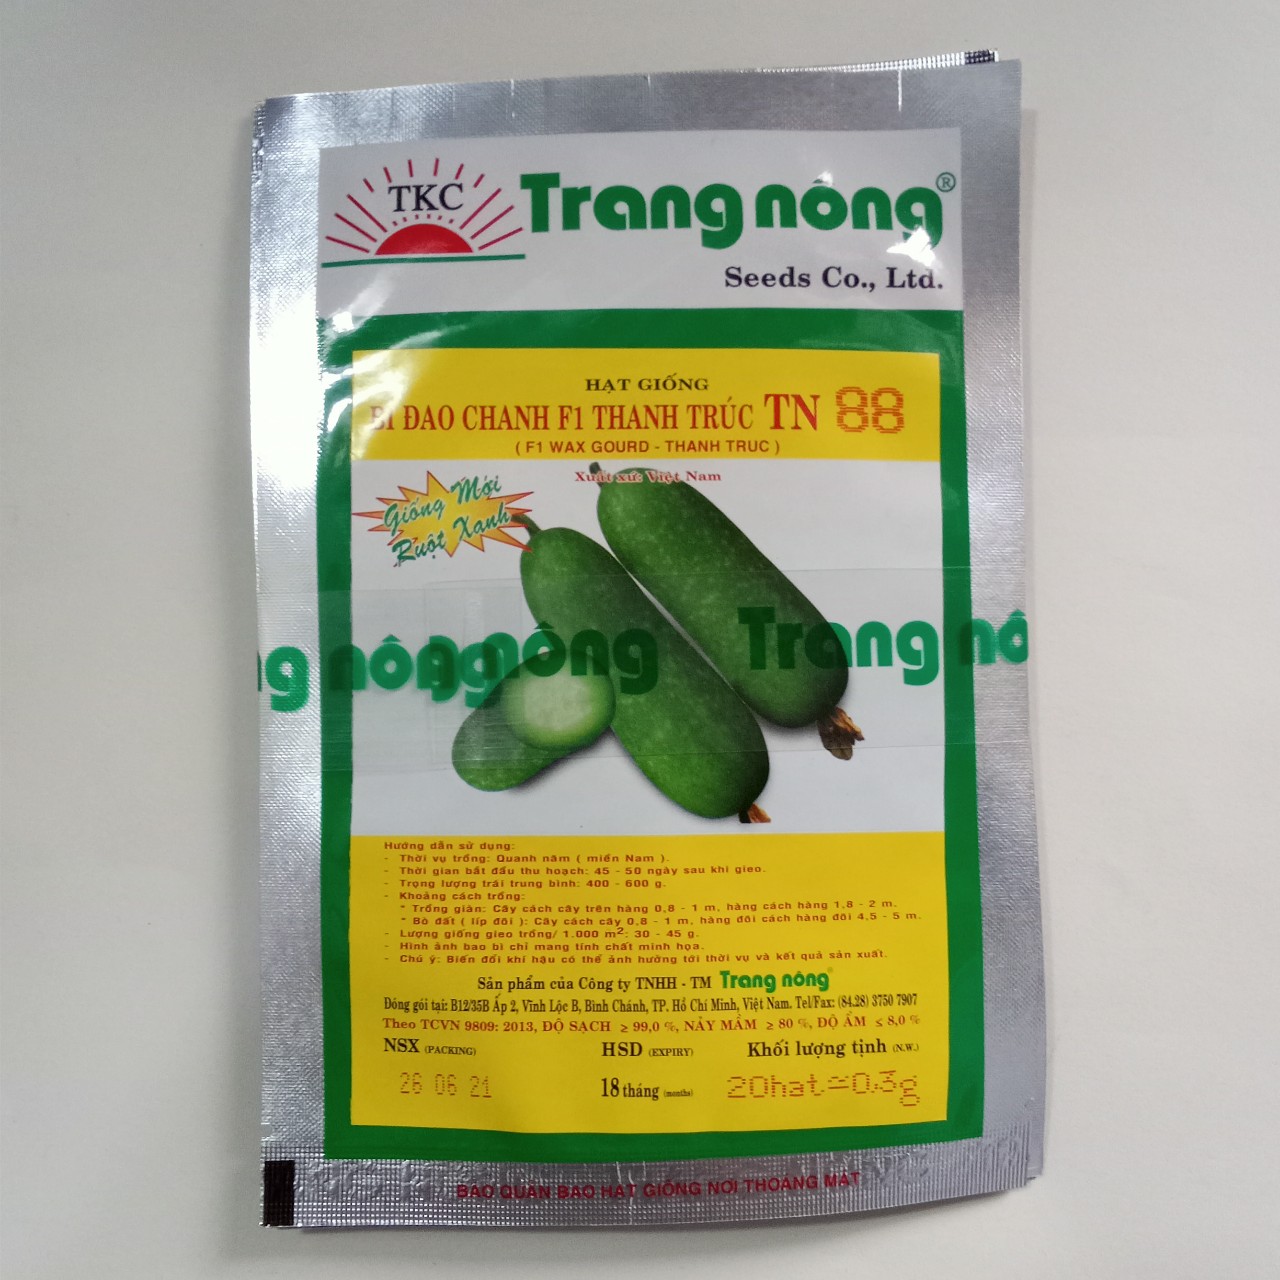 TKC
Trang nông®
Seeds Co., Ltd.
HẠT GIỐNG
BÍ ĐAO CHANH F1 THANH TRÚC TN 88
( F1 WAX GOURD - THANH TRUC )
Xuất xứ: Việt Nam
Giống Mới
Ruột Xanh
ng nông nông Trang nô
Hướng dẫn sử dụng:
- Thời vụ trồng: Quanh năm ( miền Nam ).
- Thời gian bắt đầu thu hoạch: 45 - 50 ngày sau khi gieo.
- Trọng lượng trái trung bình: 400 - 600 g.
- Khoảng cách trồng:
* Trồng giàn: Cây cách cây trên hàng 0,8 - 1 m, hàng cách hàng 1,8 - 2 m.
* Bò đất ( líp đôi ): Cây cách cây 0,8 - 1 m, hàng đôi cách hàng đôi 4,5 - 5 m.
- Lượng giống gieo trồng/ 1.000 m²: 30 - 45 g.
- Hình ảnh bao bì chỉ mang tính chất minh họa.
- Chú ý: Biến đổi khí hậu có thể ảnh hưởng tới thời vụ và kết quả sản xuất.
Sản phẩm của Công ty TNHH - TM Trang nông®
Đóng gói tại: B12/35B Ấp 2, Vĩnh Lộc B, Bình Chánh, TP. Hồ Chí Minh, Việt Nam. Tel/Fax: (84.28) 3750 7907
Theo TCVN 9809: 2013, ĐỘ SẠCH ≥ 99,0 %, NẢY MẦM ≥ 80 %, ĐỘ ẨM ≤ 8,0 %
NSX (PACKING) HSD (EXPIRY) Khối lượng tịnh (N.W.)
26 06 21 18 tháng (months) 20hat≃0.3g
BẢO QUẢN BAO HẠT GIỐNG NƠI THOÁNG MÁT